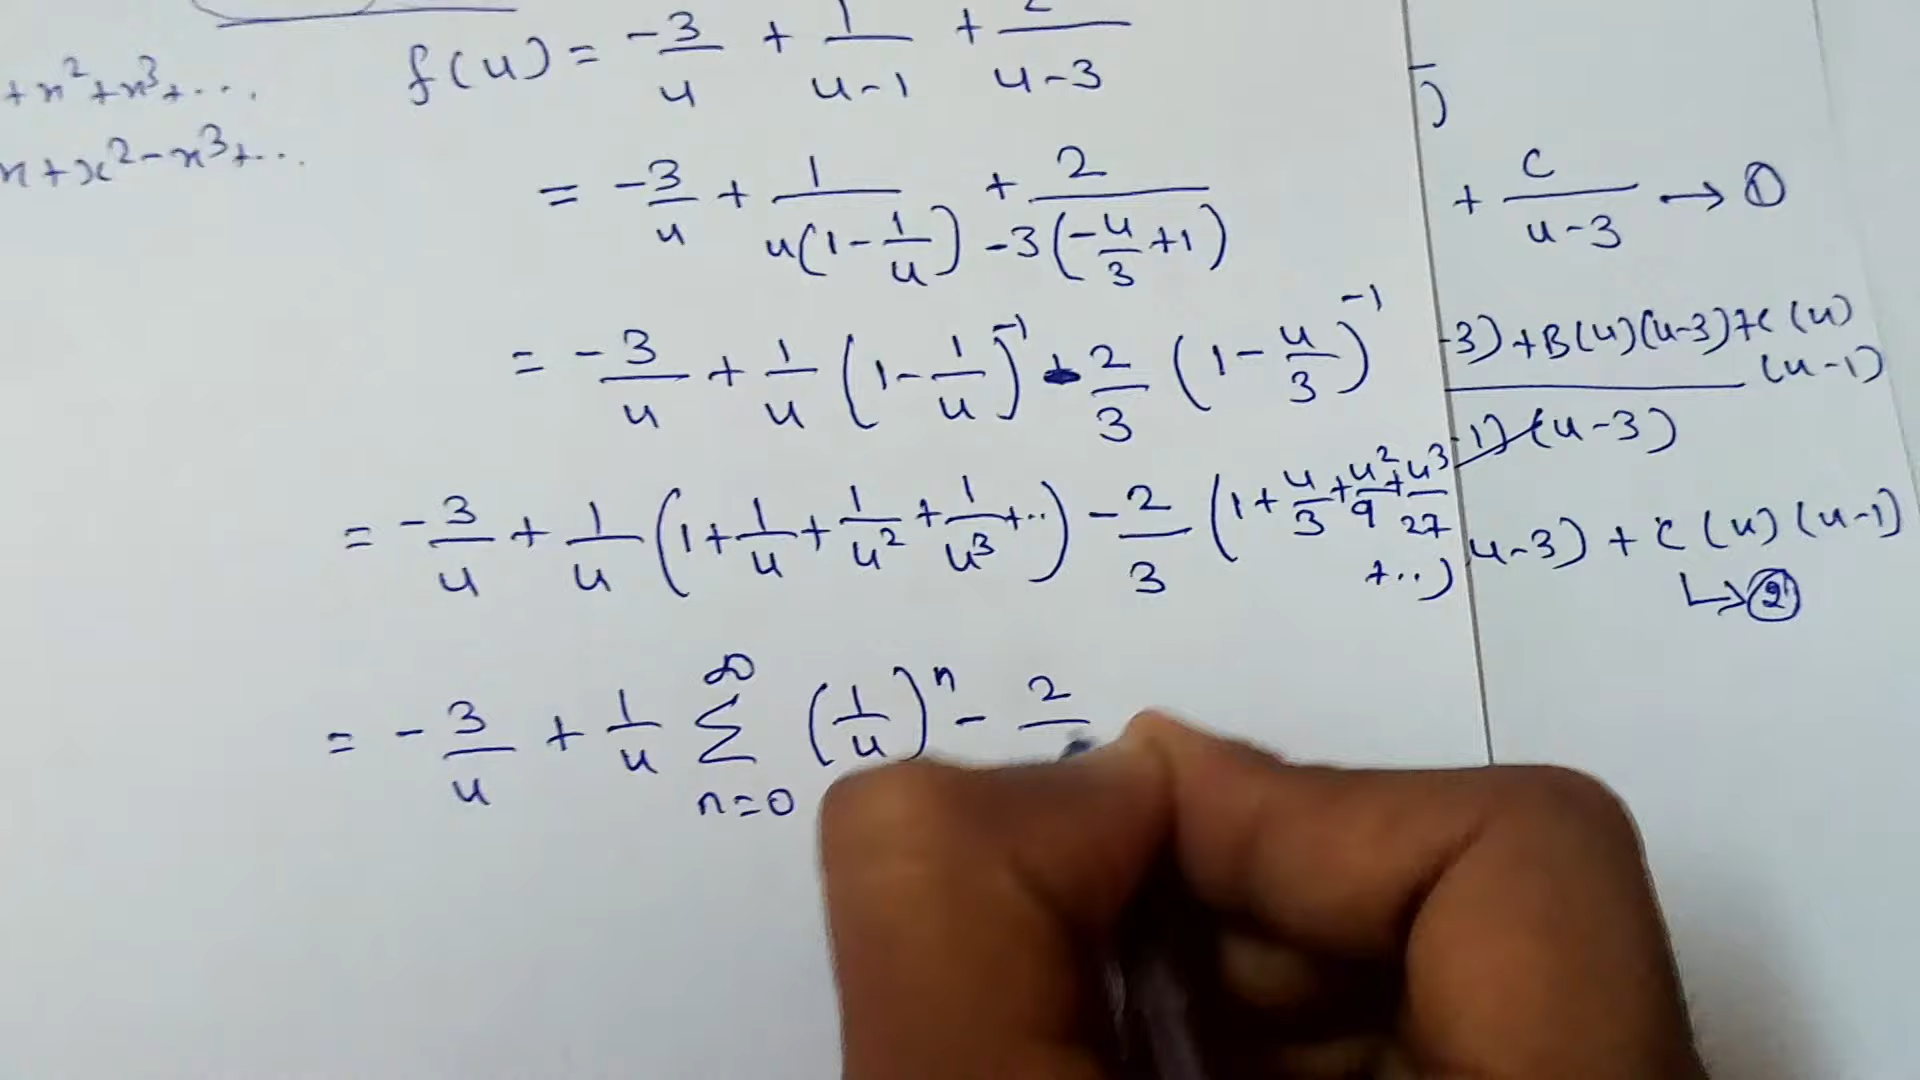 +x²+x³+...
x+x²-x³+...
f(u) = -3/u + 1/(u-1) + 2/(u-3)
= -3/u + 1/(u(1-1/u)) + 2/(-3(-u/3+1))
= -3/u + 1/u (1-1/u)⁻¹ - 2/3 (1-u/3)⁻¹
= -3/u + 1/u (1+1/u+1/u²+1/u³+..) - 2/3 (1+u/3+u²/9+u³/27+..)
= -3/u + 1/u ∑_{n=0}^{∞} (1/u)ⁿ - 2
)
+ C/(u-3) → ①
-3)+B(u)(u-3)+C(u)
(u-1)
-1)(u-3)
u-3) + C(u)(u-1)
↳ ②